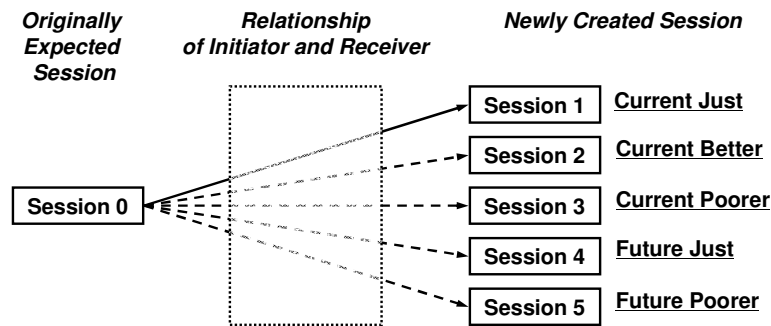 Originally
Expected
Session
Relationship
of Initiator and Receiver
Newly Created Session
Session 0
Session 1
Current Just
Session 2
Current Better
Session 3
Current Poorer
Session 4
Future Just
Session 5
Future Poorer